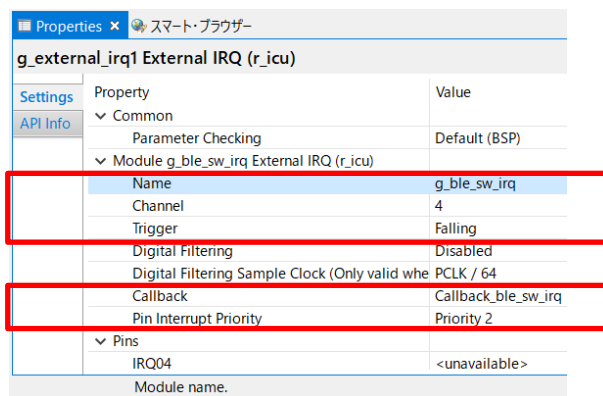 Properties × スマート・ブラウザー
g_external_irq1 External IRQ (r_icu)
Settings
API Info
Property Value
Common
Parameter Checking Default (BSP)
Module g_ble_sw_irq External IRQ (r_icu)
Name g_ble_sw_irq
Channel 4
Trigger Falling
Digital Filtering Disabled
Digital Filtering Sample Clock (Only valid whe PCLK / 64
Callback Callback_ble_sw_irq
Pin Interrupt Priority Priority 2
Pins
IRQ04 <unavailable>
Module name.